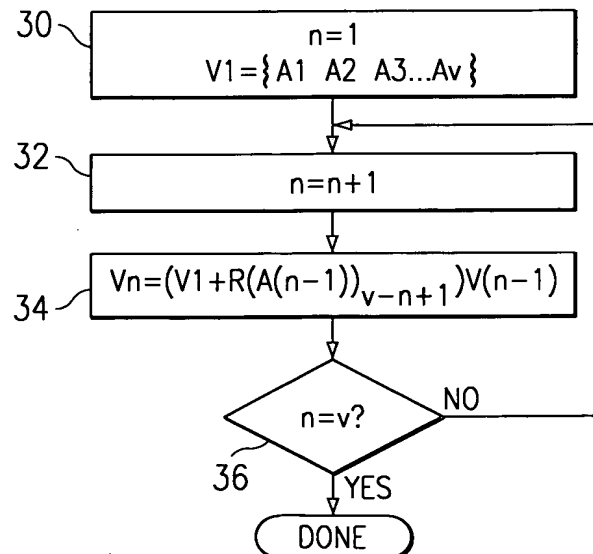 30
n=1
V1={A1 A2 A3...Av}
32
n=n+1
34
Vn=(V1+R(A(n-1))v-n+1)V(n-1)
n=v?
NO
36
YES
DONE